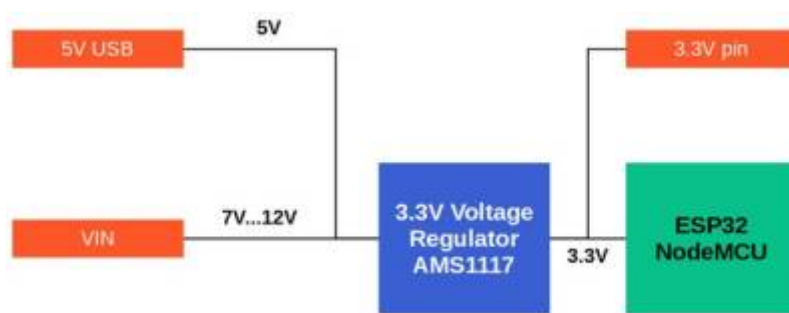 5V
5V USB
3.3V pin
7V...12V
VIN
3.3V Voltage
Regulator
AMS1117
3.3V
ESP32
NodeMCU